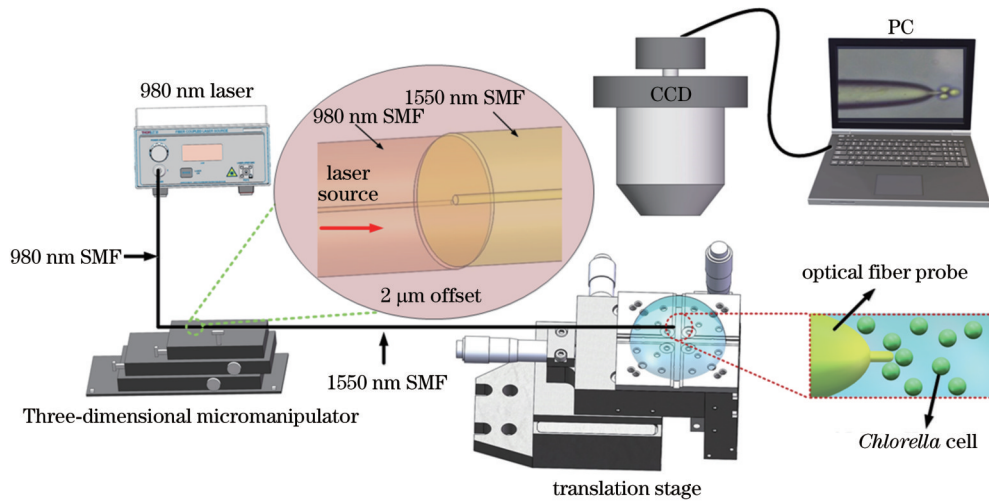 PC
980 nm laser
1550 nm SMF
CCD
980 nm SMF
laser
source
980 nm SMF
optical fiber probe
2 μm offset
1550 nm SMF
Three-dimensional micromanipulator
Chlorella cell
translation stage